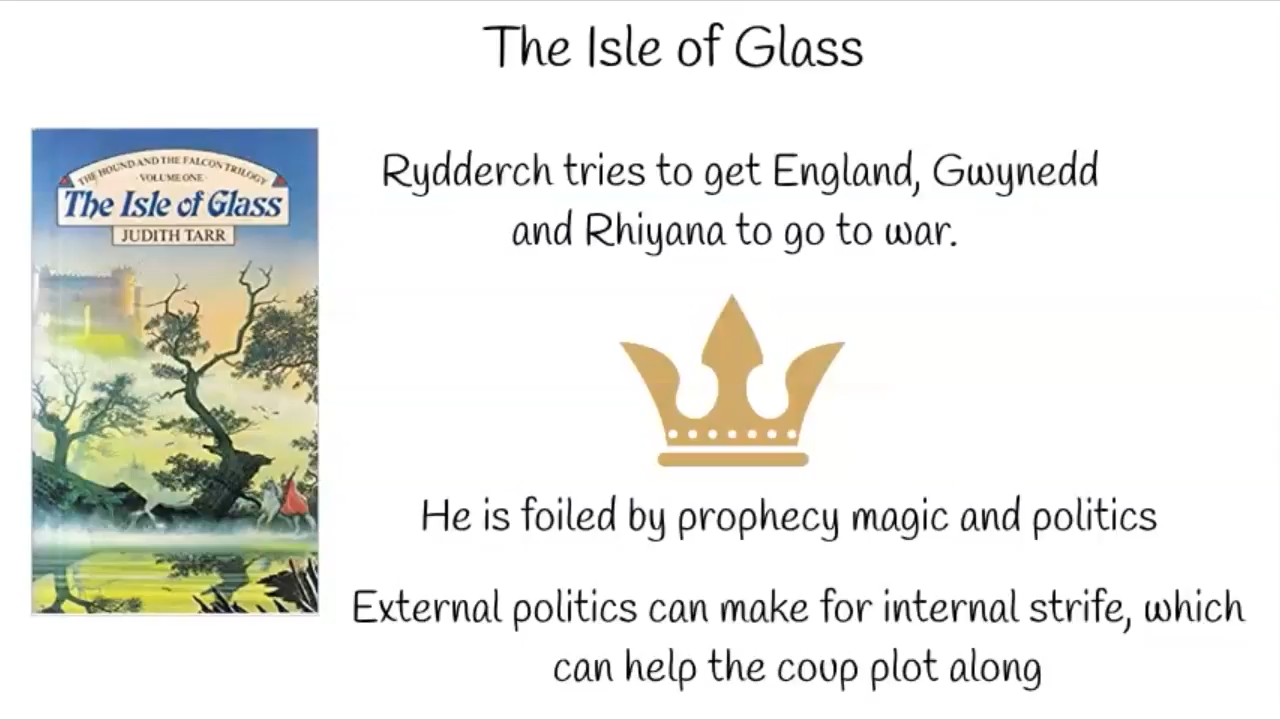 The Isle of Glass
THE HOUND AND THE FALCON TRILOGY
· VOLUME ONE ·
The Isle of Glass
JUDITH TARR
Rydderch tries to get England, Gwynedd
and Rhiyana to go to war.
He is foiled by prophecy magic and politics
External politics can make for internal strife, which
can help the coup plot along